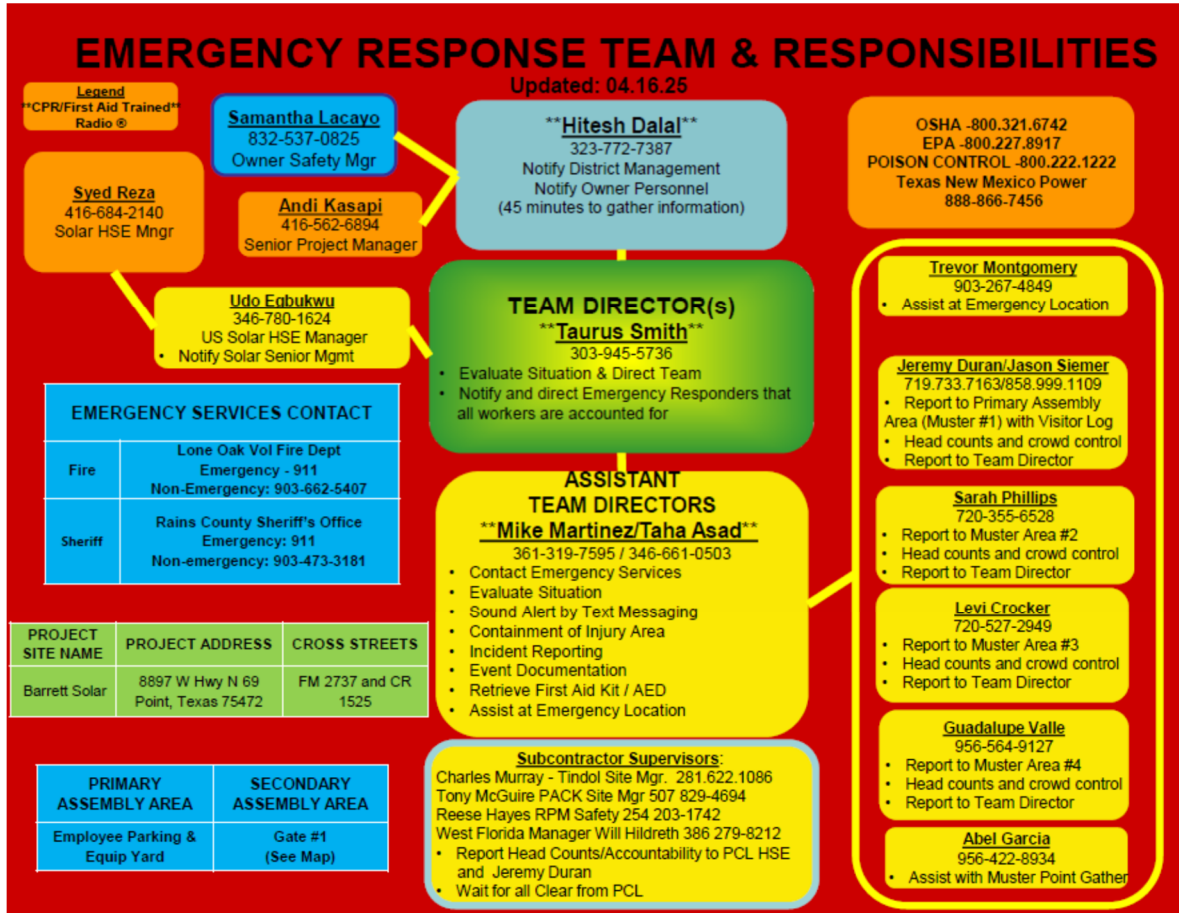 EMERGENCY RESPONSE TEAM & RESPONSIBILITIES
Updated: 04.16.25
Legend
**CPR/First Aid Trained**
Radio ®
Samantha Lacayo
832-537-0825
Owner Safety Mgr
**Hitesh Dalal**
323-772-7387
Notify District Management
Notify Owner Personnel
(45 minutes to gather information)
OSHA -800.321.6742
EPA -800.227.8917
POISON CONTROL -800.222.1222
Texas New Mexico Power
888-866-7456
Syed Reza
416-684-2140
Solar HSE Mngr
Andi Kasapi
416-562-6894
Senior Project Manager
Udo Egbukwu
346-780-1624
US Solar HSE Manager
• Notify Solar Senior Mgmt
TEAM DIRECTOR(s)
**Taurus Smith**
303-945-5736
• Evaluate Situation & Direct Team
• Notify and direct Emergency Responders that
all workers are accounted for
Trevor Montgomery
903-267-4849
• Assist at Emergency Location
Jeremy Duran/Jason Siemer
719.733.7163/858.999.1109
• Report to Primary Assembly
Area (Muster #1) with Visitor Log
• Head counts and crowd control
• Report to Team Director
EMERGENCY SERVICES CONTACT
Fire
Lone Oak Vol Fire Dept
Emergency - 911
Non-Emergency: 903-662-5407
Sheriff
Rains County Sheriff's Office
Emergency: 911
Non-emergency: 903-473-3181
ASSISTANT
TEAM DIRECTORS
**Mike Martinez/Taha Asad**
361-319-7595 / 346-661-0503
• Contact Emergency Services
• Evaluate Situation
• Sound Alert by Text Messaging
• Containment of Injury Area
• Incident Reporting
• Event Documentation
• Retrieve First Aid Kit / AED
• Assist at Emergency Location
Sarah Phillips
720-355-6528
• Report to Muster Area #2
• Head counts and crowd control
• Report to Team Director
Levi Crocker
720-527-2949
• Report to Muster Area #3
• Head counts and crowd control
• Report to Team Director
PROJECT SITE NAME
PROJECT ADDRESS
CROSS STREETS
Barrett Solar
8897 W Hwy N 69
Point, Texas 75472
FM 2737 and CR
1525
Guadalupe Valle
956-564-9127
• Report to Muster Area #4
• Head counts and crowd control
• Report to Team Director
PRIMARY
ASSEMBLY AREA
SECONDARY
ASSEMBLY AREA
Employee Parking &
Equip Yard
Gate #1
(See Map)
Subcontractor Supervisors:
Charles Murray - Tindol Site Mgr. 281.622.1086
Tony McGuire PACK Site Mgr 507 829-4694
Reese Hayes RPM Safety 254 203-1742
West Florida Manager Will Hildreth 386 279-8212
• Report Head Counts/Accountability to PCL HSE
and Jeremy Duran
• Wait for all Clear from PCL
Abel Garcia
956-422-8934
• Assist with Muster Point Gather